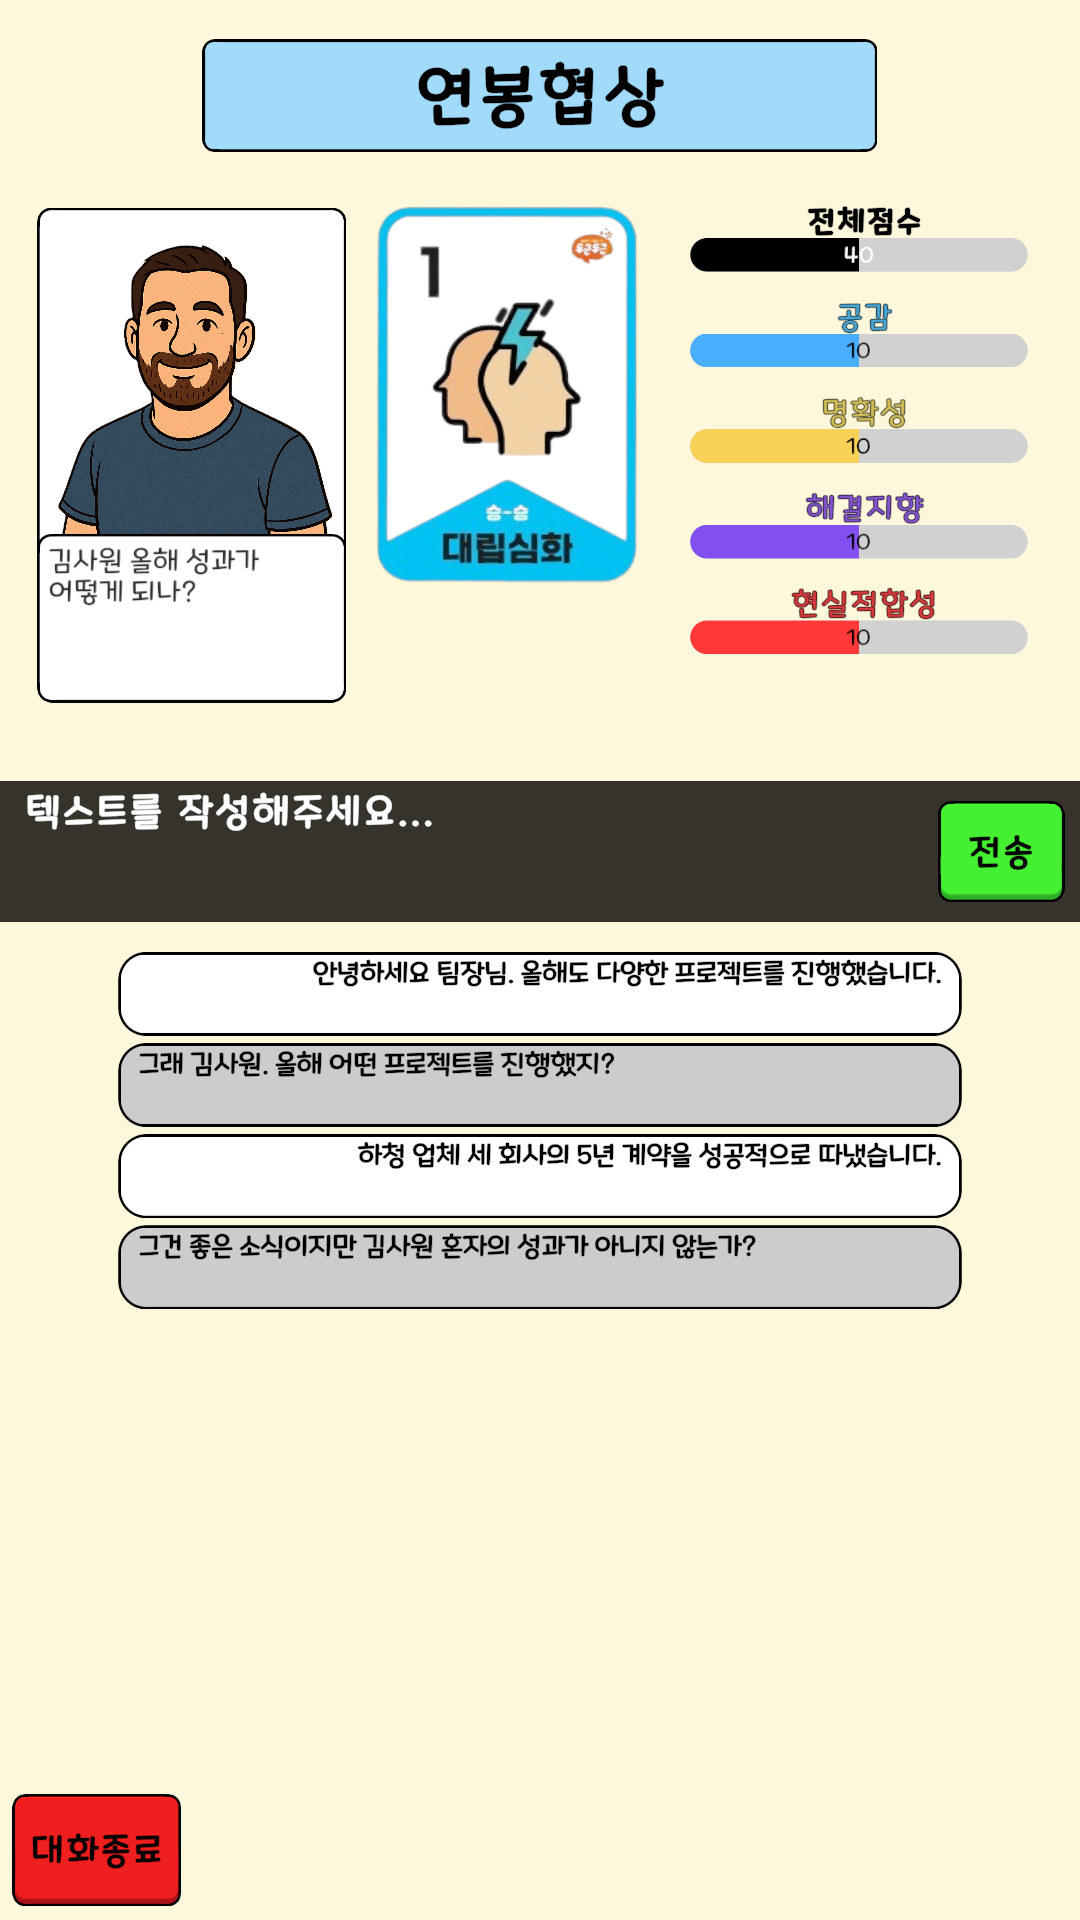 연봉협상
김사원 올해 성과가
어떻게 되나?
1
두근두근
승-승
대립심화
전체점수
40
공감
10
명확성
10
해결지향
10
현실적합성
10
텍스트를 작성해주세요...
전송
안녕하세요 팀장님. 올해도 다양한 프로젝트를 진행했습니다.
그래 김사원. 올해 어떤 프로젝트를 진행했지?
하청 업체 세 회사의 5년 계약을 성공적으로 따냈습니다.
그건 좋은 소식이지만 김사원 혼자의 성과가 아니지 않는가?
대화종료